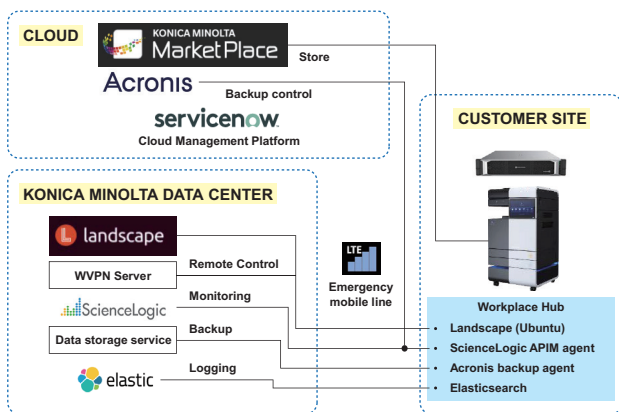 CLOUD
KONICA MINOLTA
MarketPlace
Store
Acronis
Backup control
servicenow
Cloud Management Platform
CUSTOMER SITE
KONICA MINOLTA DATA CENTER
landscape
WVPN Server
Remote Control
LTE
Emergency
mobile line
Monitoring
ScienceLogic
Backup
Data storage service
Logging
elastic
Workplace Hub
• Landscape (Ubuntu)
• ScienceLogic APIM agent
• Acronis backup agent
• Elasticsearch